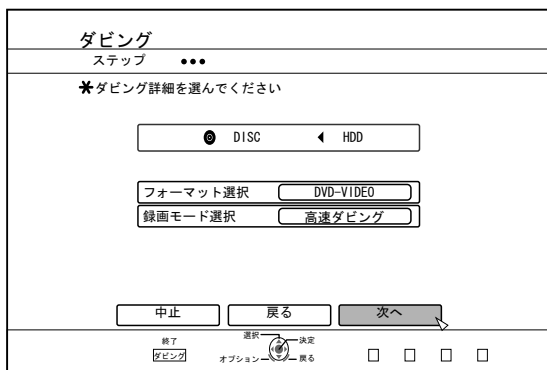 ダビング
ステップ ●●●
✱ダビング詳細を選んでください
DISC ◀ HDD
フォーマット選択 DVD-VIDEO
録画モード選択 高速ダビング
中止 戻る 次へ
終了 ダビング
選択 決定
オプション 戻る